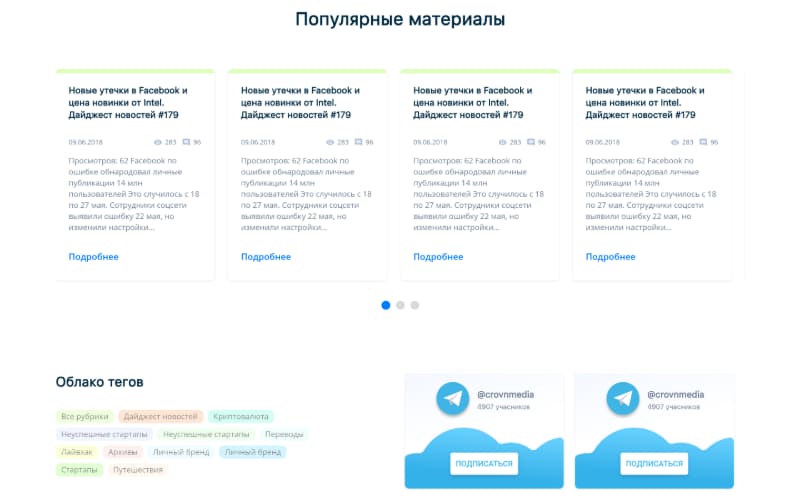 Популярные материалы
Новые утечки в Facebook и
цена новинки от Intel.
Дайджест новостей #179
09.06.2018 283 96
Просмотров: 62 Facebook по
ошибке обнародовал личные
публикации 14 млн
пользователей Это случилось с 18
по 27 мая. Сотрудники соцсети
выявили ошибку 22 мая, но
изменили настройки...
Подробнее
Новые утечки в Facebook и
цена новинки от Intel.
Дайджест новостей #179
09.06.2018 283 96
Просмотров: 62 Facebook по
ошибке обнародовал личные
публикации 14 млн
пользователей Это случилось с 18
по 27 мая. Сотрудники соцсети
выявили ошибку 22 мая, но
изменили настройки...
Подробнее
Новые утечки в Facebook и
цена новинки от Intel.
Дайджест новостей #179
09.06.2018 283 96
Просмотров: 62 Facebook по
ошибке обнародовал личные
публикации 14 млн
пользователей Это случилось с 18
по 27 мая. Сотрудники соцсети
выявили ошибку 22 мая, но
изменили настройки...
Подробнее
Новые утечки в Facebook и
цена новинки от Intel.
Дайджест новостей #179
09.06.2018 283 96
Просмотров: 62 Facebook по
ошибке обнародовал личные
публикации 14 млн
пользователей Это случилось с 18
по 27 мая. Сотрудники соцсети
выявили ошибку 22 мая, но
изменили настройки...
Подробнее
Облако тегов
Все рубрики Дайджест новостей Криптовалюта
Неуспешные стартапы Неуспешные стартапы Переводы
Лайвхак Архивы Личный бренд Личный бренд
Стартапы Путешествия
@crovnmedia
4907 учасников
ПОДПИСАТЬСЯ
@crovnmedia
4907 учасников
ПОДПИСАТЬСЯ